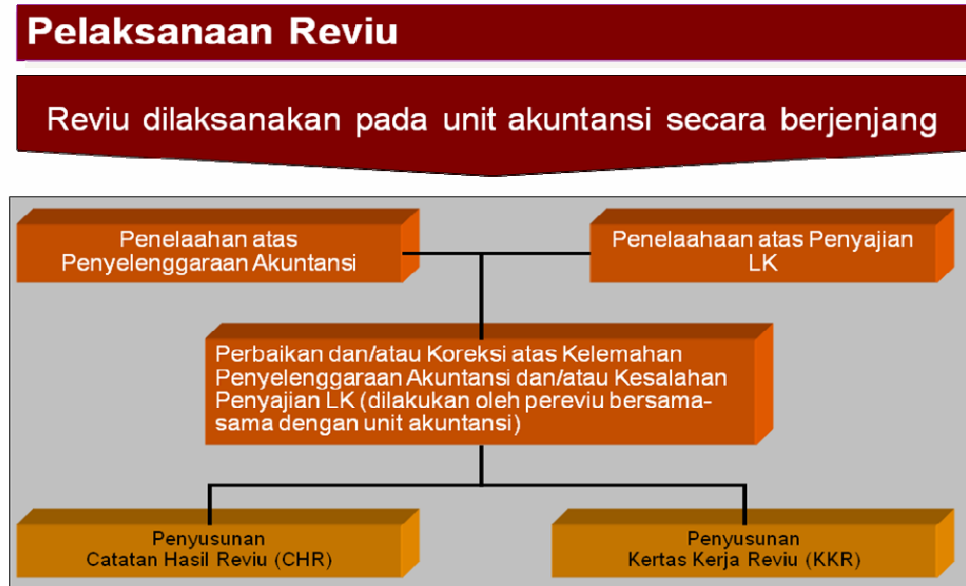 Pelaksanaan Reviu
Reviu dilaksanakan pada unit akuntansi secara berjenjang
Penelaahan atas
Penyelenggaraan Akuntansi
Penelaahaan atas Penyajian
LK
Perbaikan dan/atau Koreksi atas Kelemahan
Penyelenggaraan Akuntansi dan/atau Kesalahan
Penyajian LK (dilakukan oleh pereviu bersama-
sama dengan unit akuntansi)
Penyusunan
Catatan Hasil Reviu (CHR)
Penyusunan
Kertas Kerja Reviu (KKR)